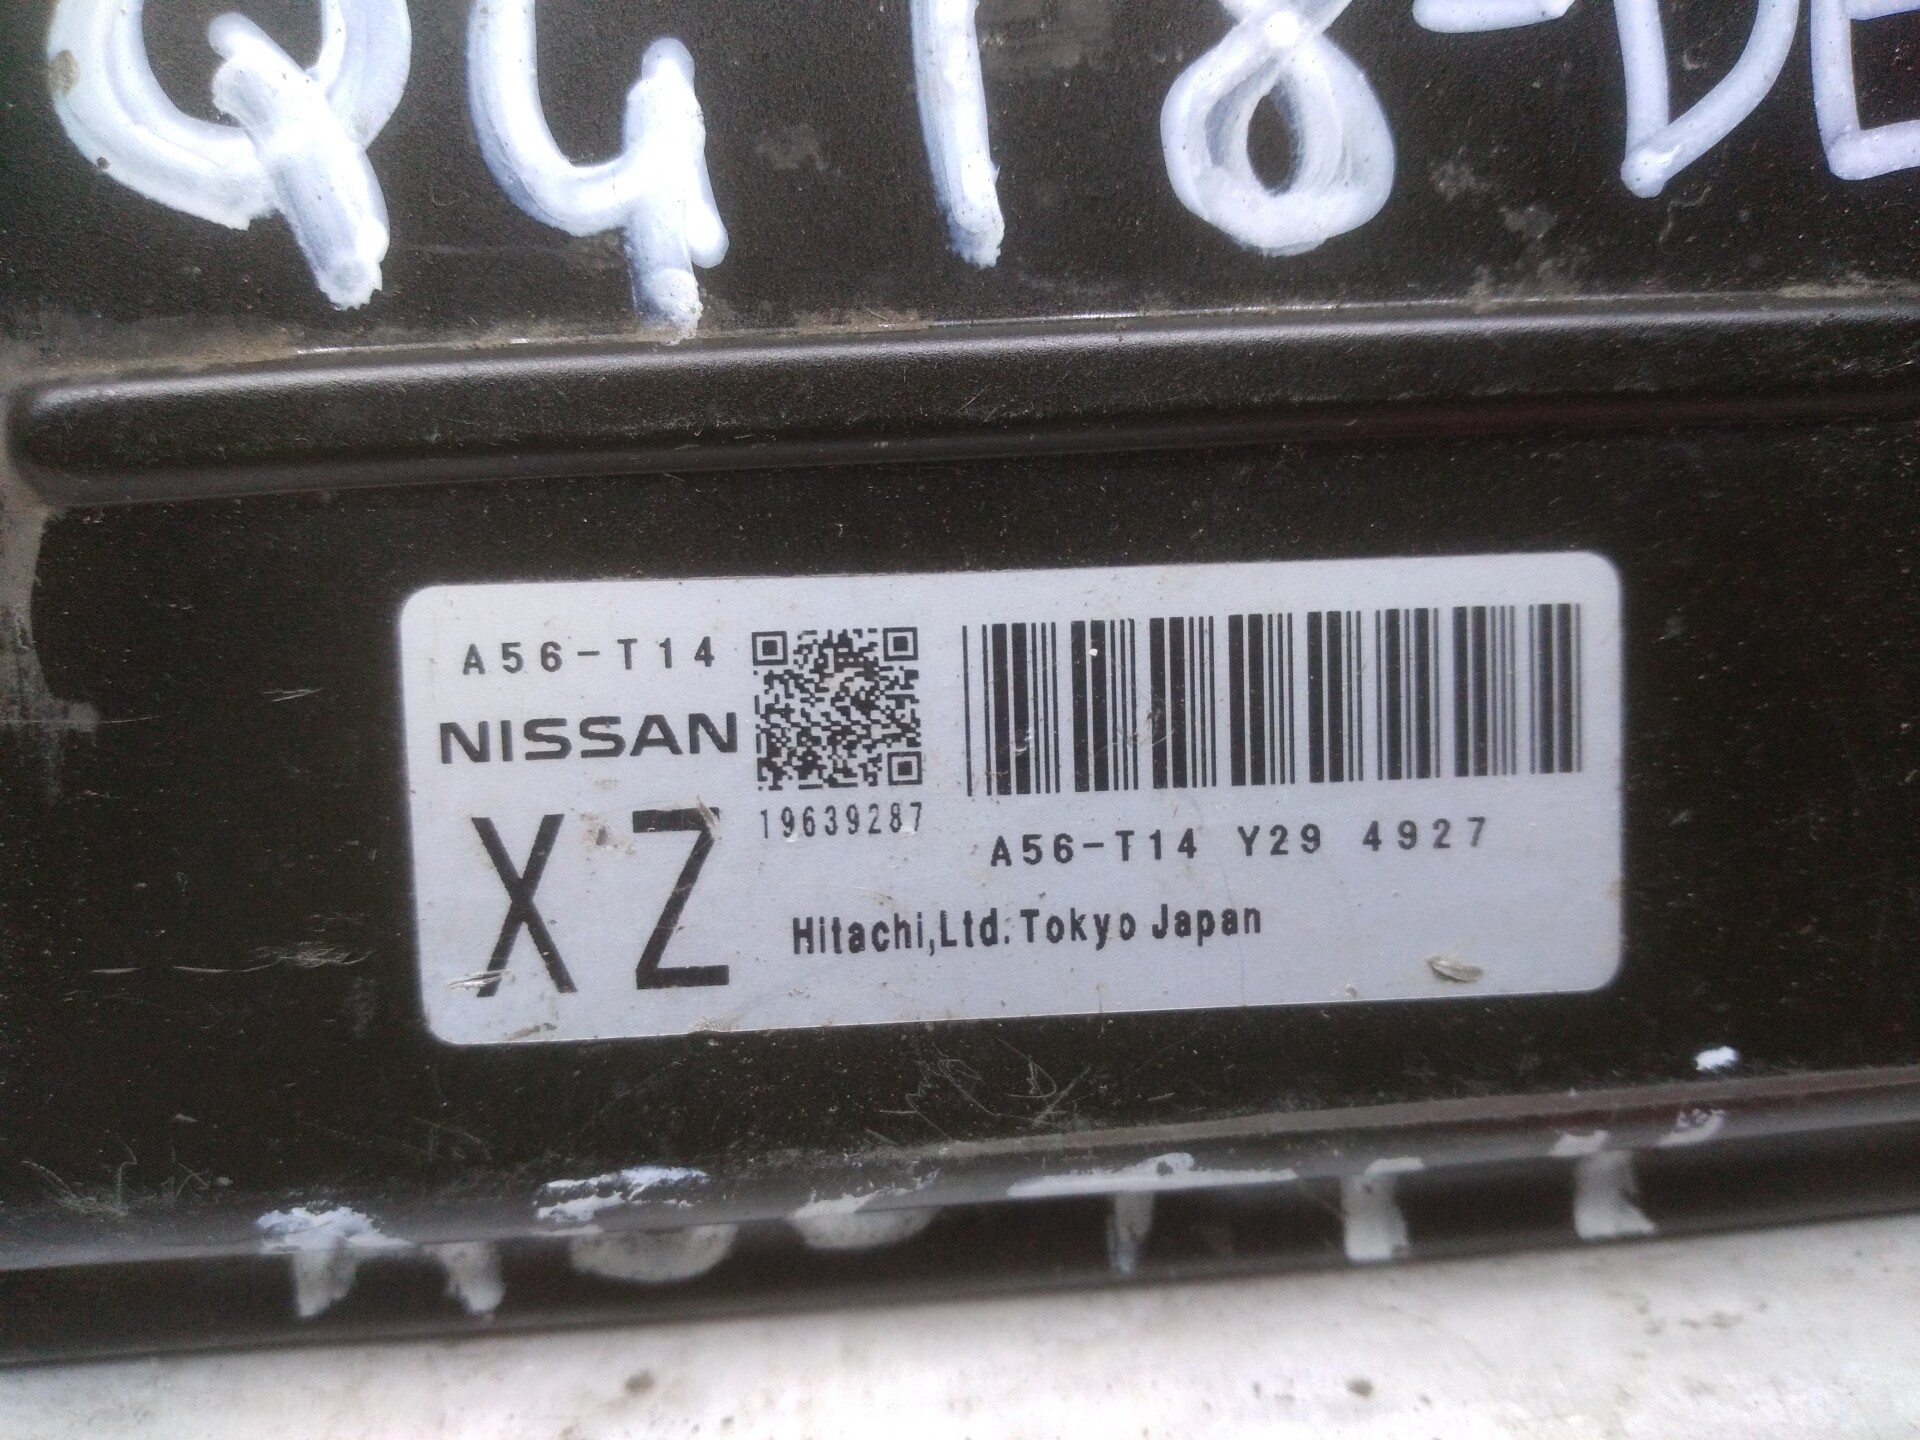 QG18-DE
A56-T14
NISSAN
XZ
19639287
A56-T14 Y29 4927
Hitachi,Ltd.Tokyo Japan